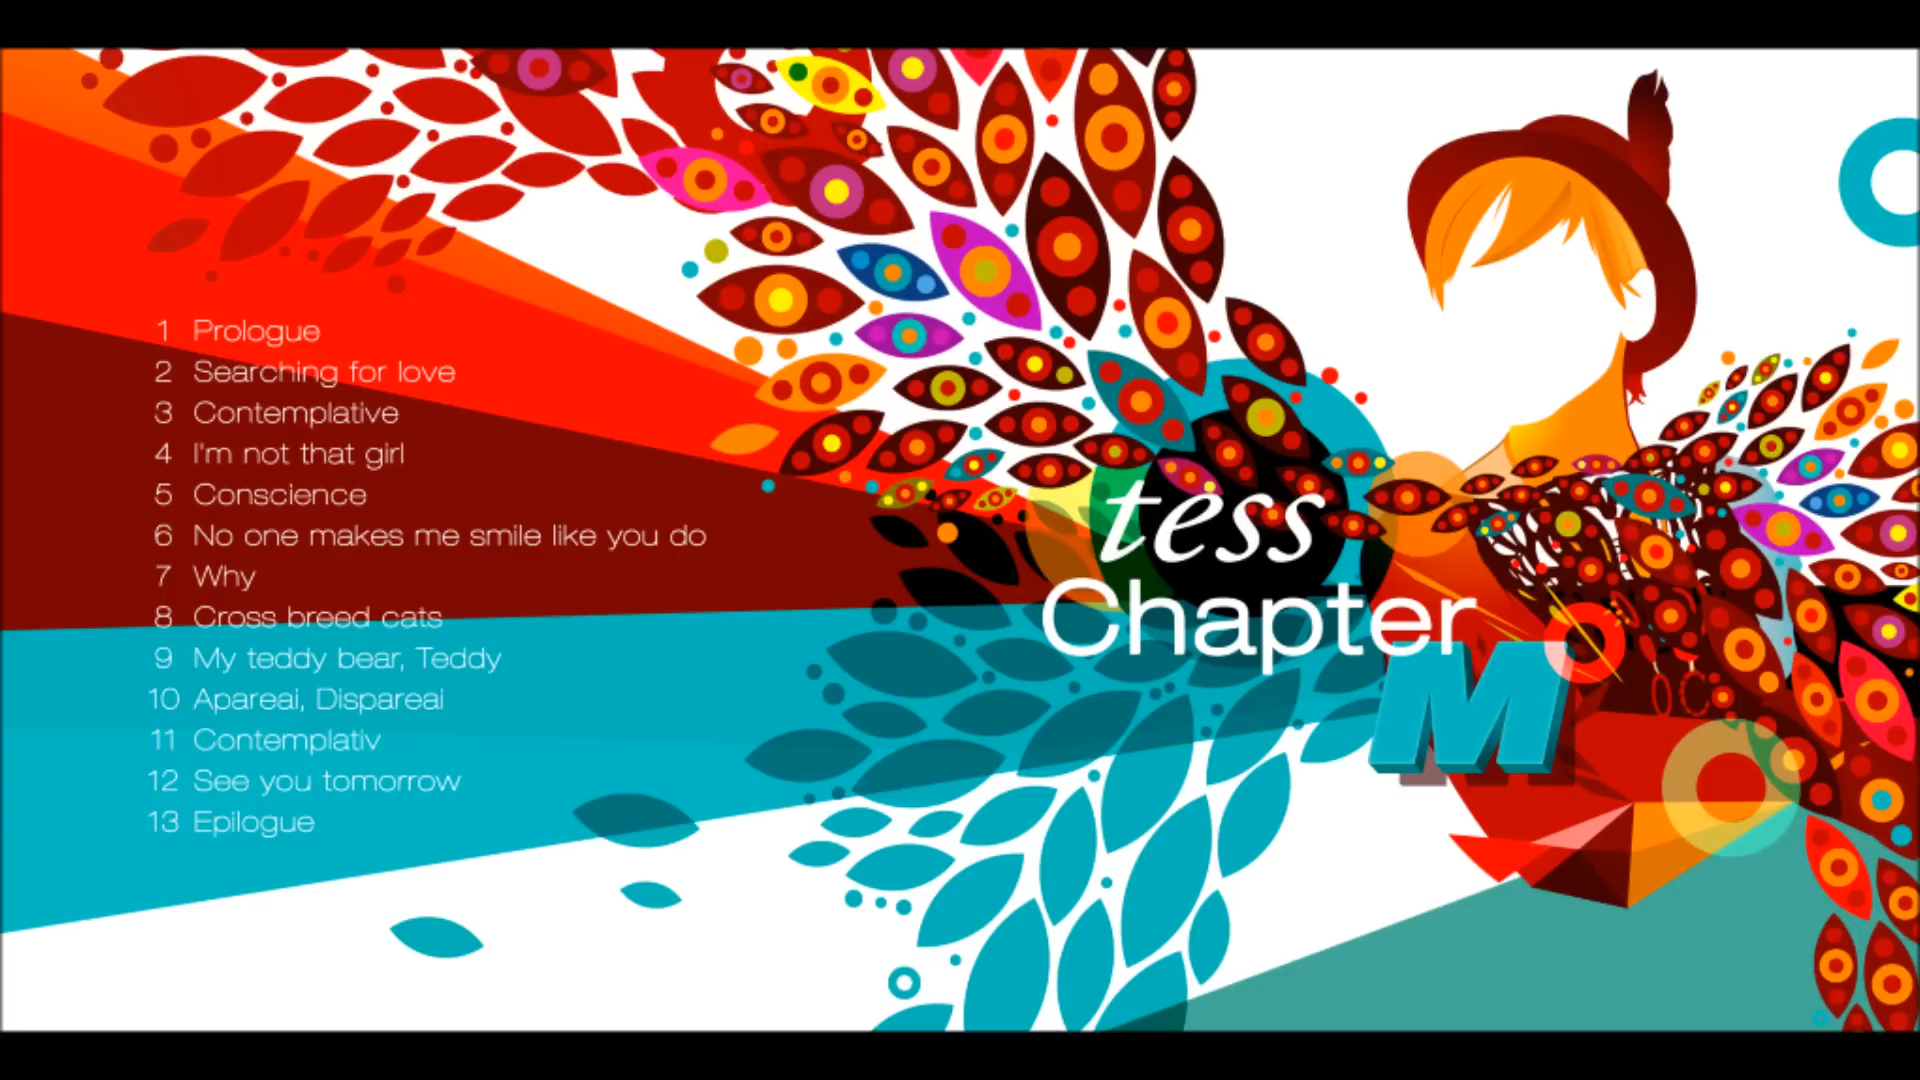 1 Prologue
2 Searching for love
3 Contemplative
4 I'm not that girl
5 Conscience
6 No one makes me smile like you do
7 Why
8 Cross breed cats
9 My teddy bear, Teddy
10 Apareai, Dispareai
11 Contemplativ
12 See you tomorrow
13 Epilogue
tess
Chapter
M